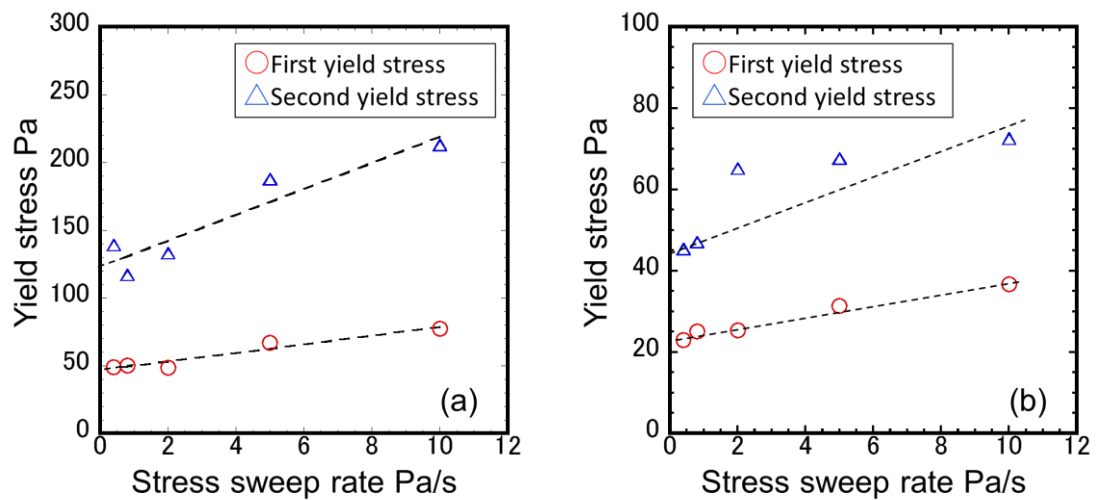 300
250
200
150
100
50
0
Yield stress Pa
First yield stress
Second yield stress
(a)
0 2 4 6 8 10 12
Stress sweep rate Pa/s
100
80
60
40
20
0
Yield stress Pa
First yield stress
Second yield stress
(b)
0 2 4 6 8 10 12
Stress sweep rate Pa/s